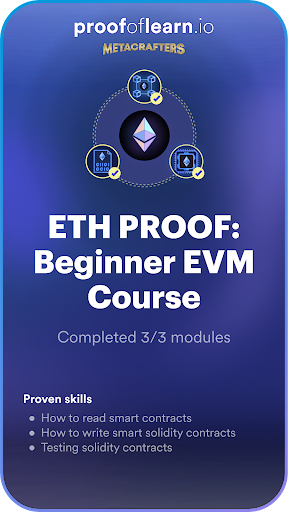 proofoflearn.io
METACRAFTERS
ETH PROOF:
Beginner EVM
Course
Completed 3/3 modules
Proven skills
• How to read smart contracts
• How to write smart solidity contracts
• Testing solidity contracts